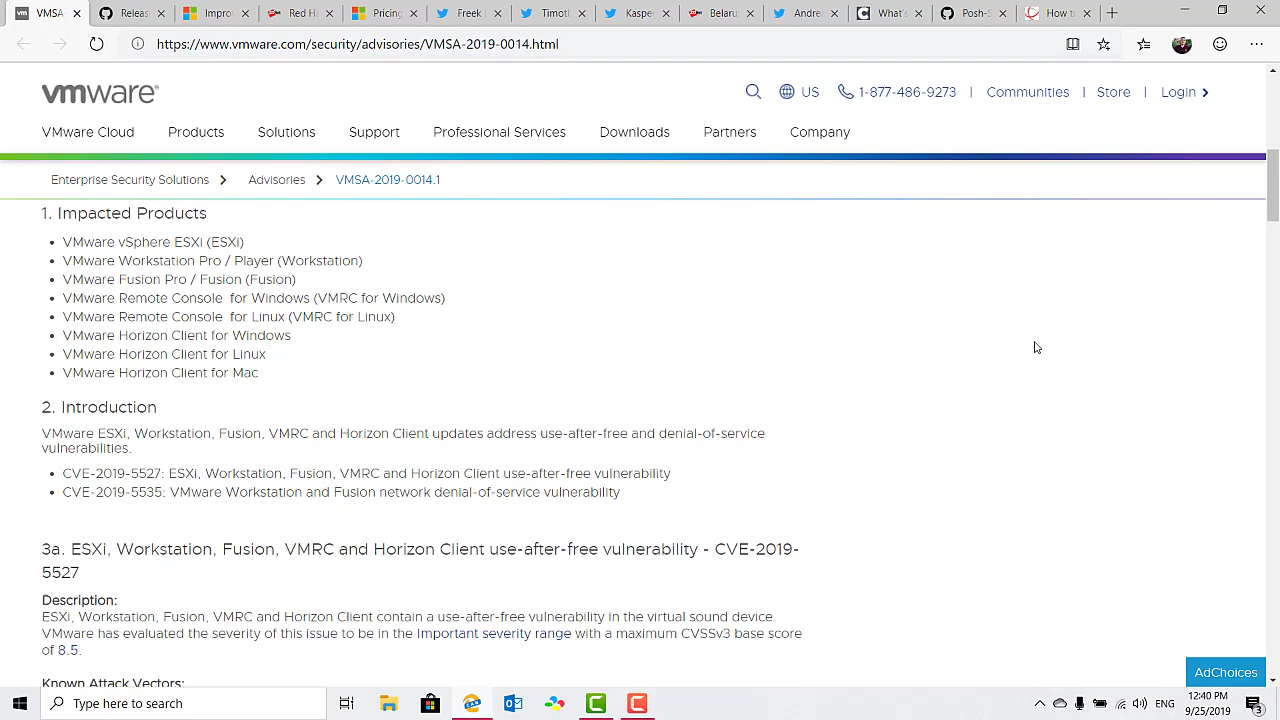 VMSA
Releas
Improv
Red Ha
Pricing
Freek B
Timoth
Kaspe
Belaru
Andre
What's
Posh-S
How to
https://www.vmware.com/security/advisories/VMSA-2019-0014.html
vmware
US
1-877-486-9273 | Communities | Store | Login
VMware Cloud Products Solutions Support Professional Services Downloads Partners Company
Enterprise Security Solutions Advisories VMSA-2019-0014.1
1. Impacted Products
• VMware vSphere ESXi (ESXi)
• VMware Workstation Pro / Player (Workstation)
• VMware Fusion Pro / Fusion (Fusion)
• VMware Remote Console for Windows (VMRC for Windows)
• VMware Remote Console for Linux (VMRC for Linux)
• VMware Horizon Client for Windows
• VMware Horizon Client for Linux
• VMware Horizon Client for Mac
2. Introduction
VMware ESXi, Workstation, Fusion, VMRC and Horizon Client updates address use-after-free and denial-of-service
vulnerabilities.
• CVE-2019-5527: ESXi, Workstation, Fusion, VMRC and Horizon Client use-after-free vulnerability
• CVE-2019-5535: VMware Workstation and Fusion network denial-of-service vulnerability
3a. ESXi, Workstation, Fusion, VMRC and Horizon Client use-after-free vulnerability - CVE-2019-
5527
Description:
ESXi, Workstation, Fusion, VMRC and Horizon Client contain a use-after-free vulnerability in the virtual sound device.
VMware has evaluated the severity of this issue to be in the Important severity range with a maximum CVSSv3 base score
of 8.5.
Known Attack Vectors:
AdChoices
Type here to search
ENG
12:40 PM
9/25/2019
3